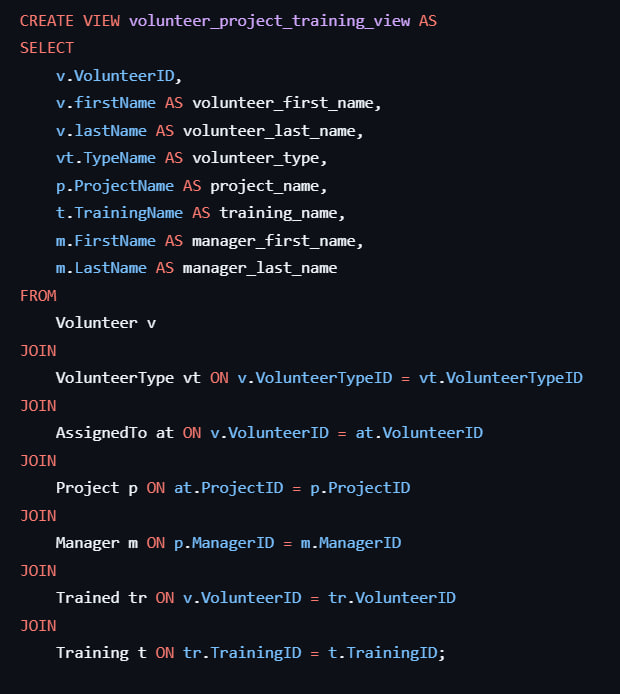 CREATE VIEW volunteer_project_training_view AS
SELECT
    v.VolunteerID,
    v.firstName AS volunteer_first_name,
    v.lastName AS volunteer_last_name,
    vt.TypeName AS volunteer_type,
    p.ProjectName AS project_name,
    t.TrainingName AS training_name,
    m.FirstName AS manager_first_name,
    m.LastName AS manager_last_name
FROM
    Volunteer v
JOIN
    VolunteerType vt ON v.VolunteerTypeID = vt.VolunteerTypeID
JOIN
    AssignedTo at ON v.VolunteerID = at.VolunteerID
JOIN
    Project p ON at.ProjectID = p.ProjectID
JOIN
    Manager m ON p.ManagerID = m.ManagerID
JOIN
    Trained tr ON v.VolunteerID = tr.VolunteerID
JOIN
    Training t ON tr.TrainingID = t.TrainingID;